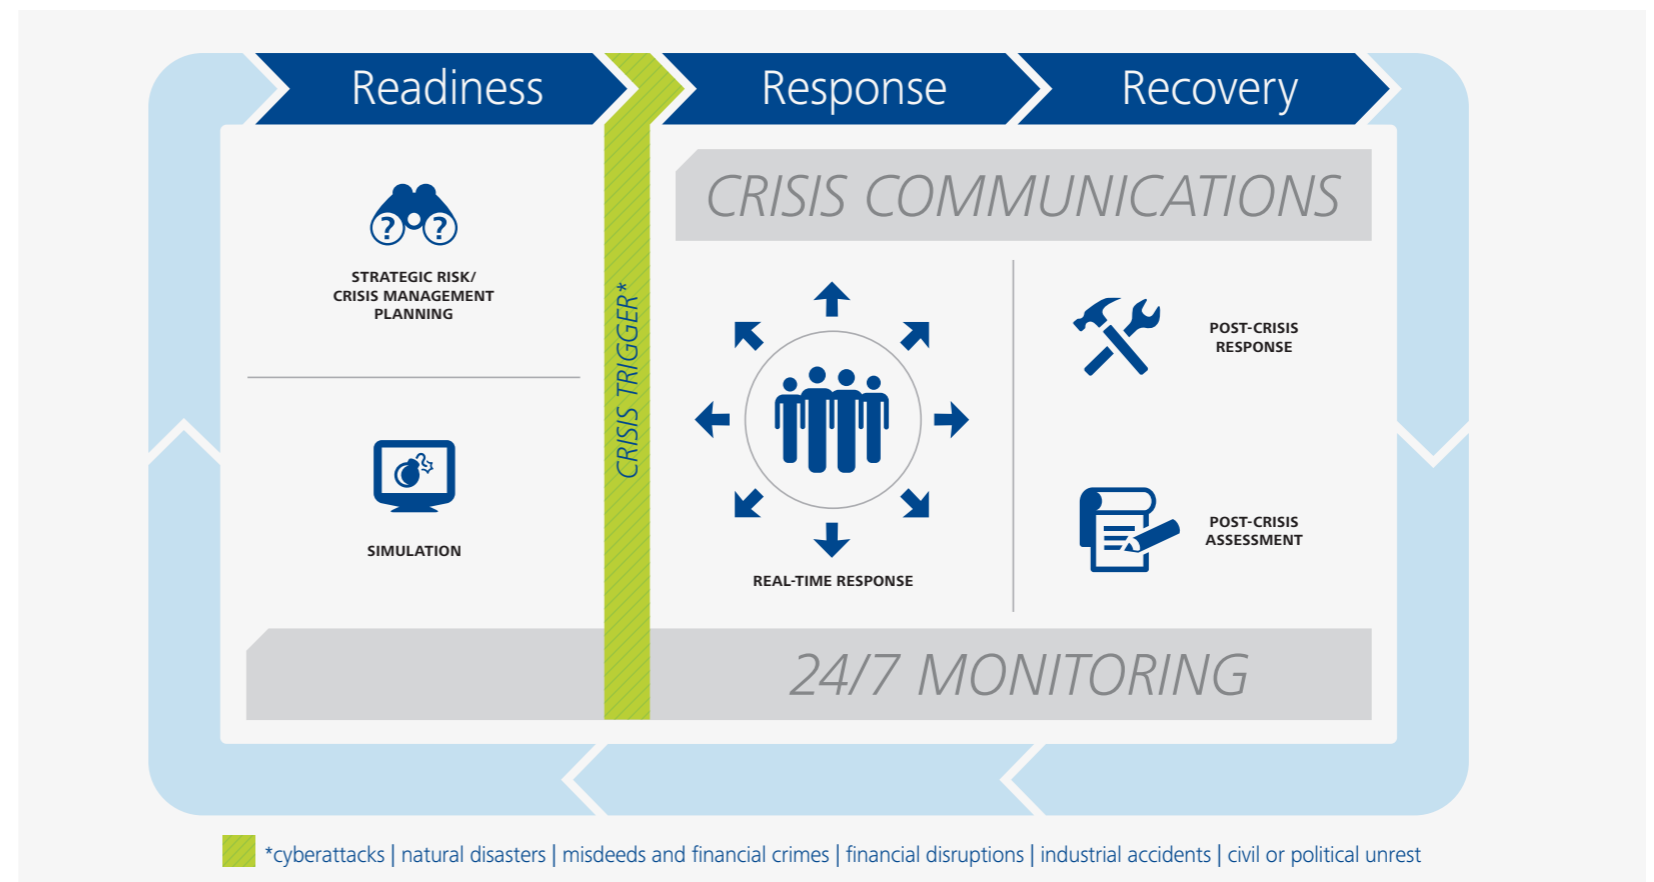 Readiness
Response
Recovery
CRISIS COMMUNICATIONS
? ?
STRATEGIC RISK/
CRISIS MANAGEMENT
PLANNING
SIMULATION
CRISIS TRIGGER*
REAL-TIME RESPONSE
POST-CRISIS
RESPONSE
POST-CRISIS
ASSESSMENT
24/7 MONITORING
*cyberattacks | natural disasters | misdeeds and financial crimes | financial disruptions | industrial accidents | civil or political unrest